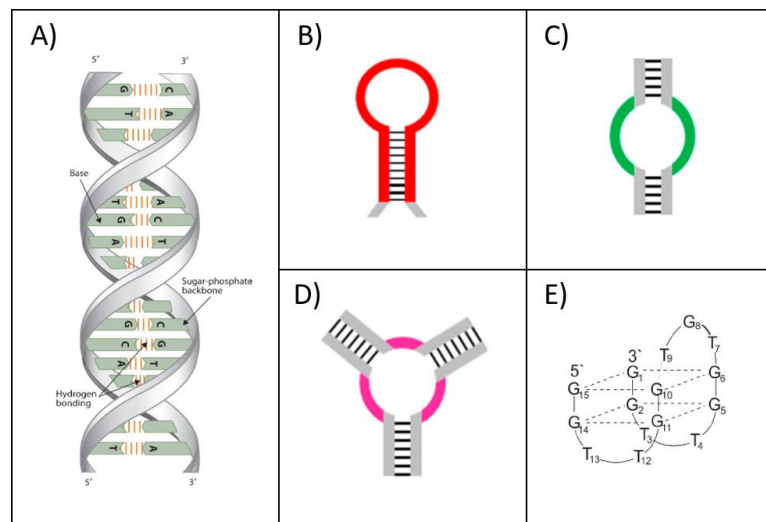 A)
5′ 3′
G C
T A
Base
T A
G C
A T
Sugar-phosphate
backbone
G C
C G
A T
Hydrogen
bonding
T A
5′ 3′
B)
C)
D)
E)
G8
T9 T7
5` 3`
G1 G6
G15 G10
G2 G5
G14 G11
T3 T4
T13 T12